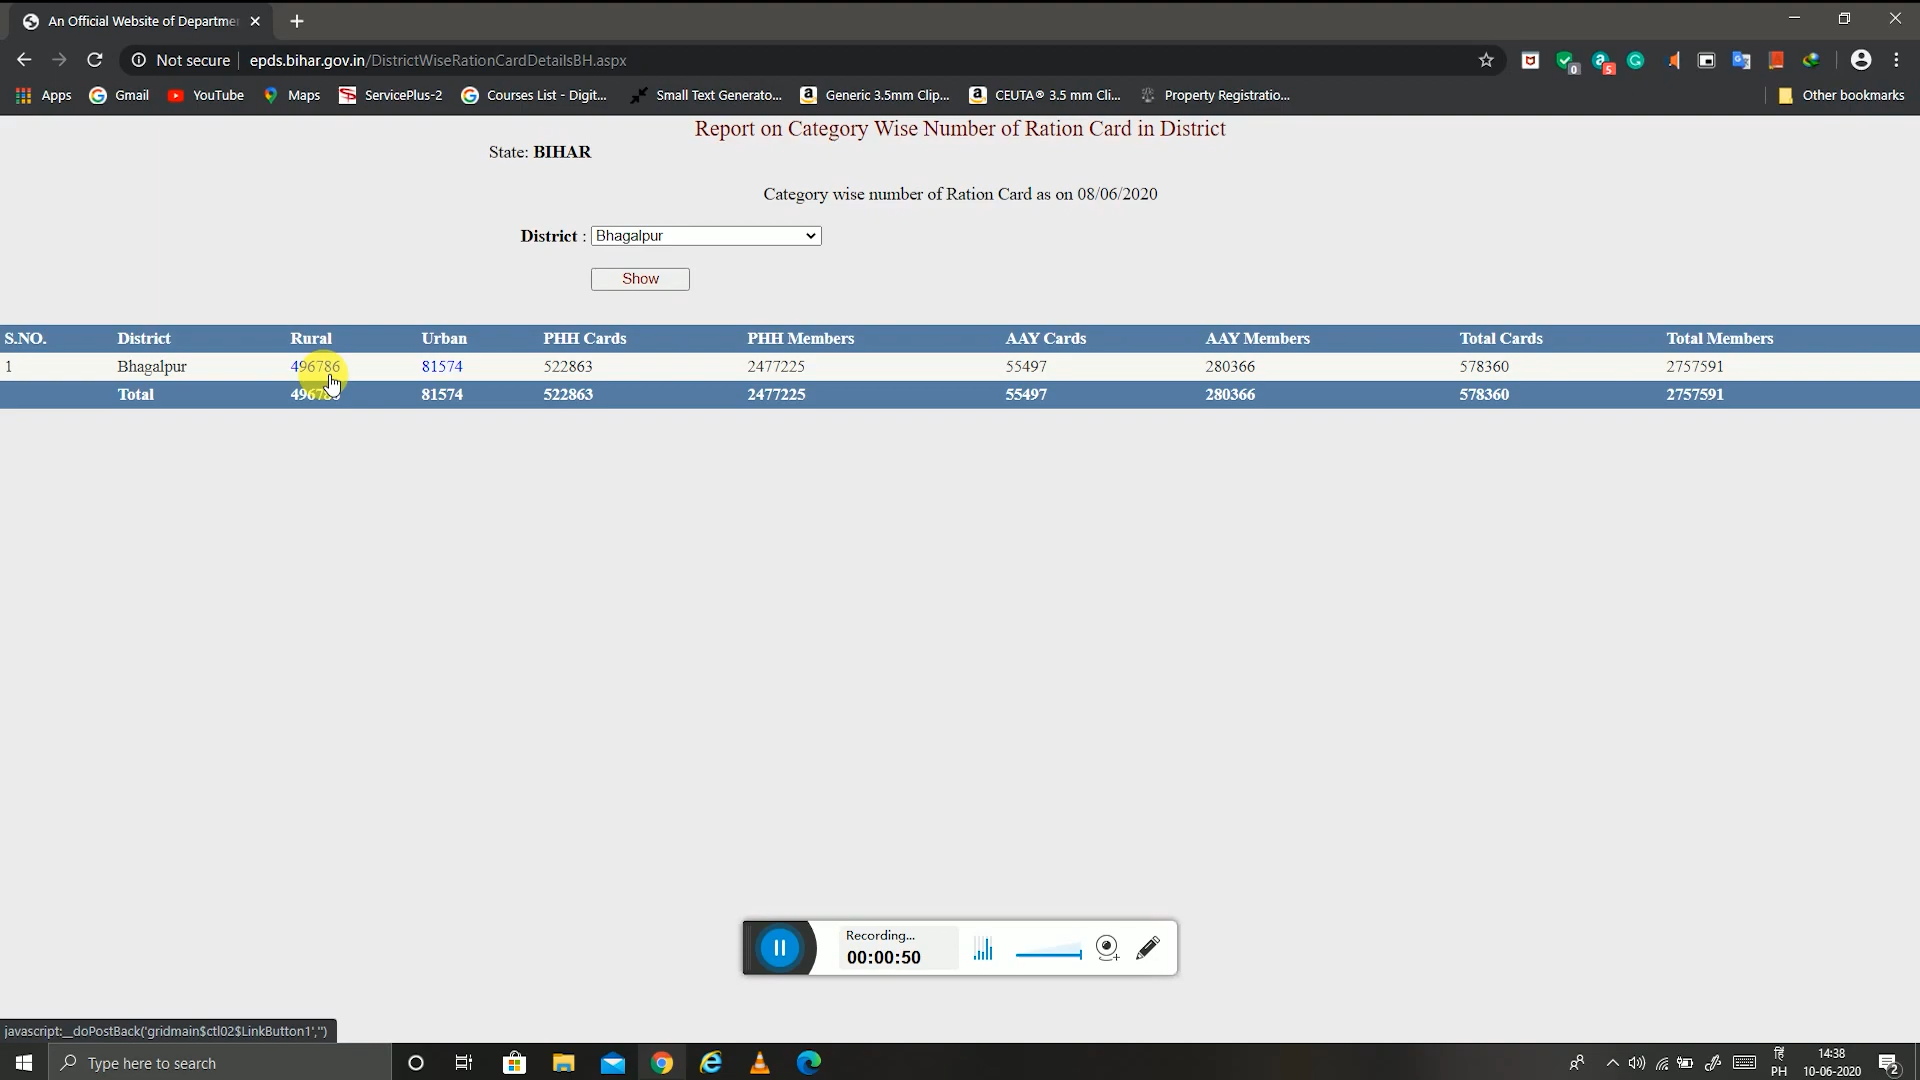 An Official Website of Departme
Not secure epds.bihar.gov.in/DistrictWiseRationCardDetailsBH.aspx 0 5
Apps Gmail YouTube Maps ServicePlus-2 Courses List - Digit... Small Text Generato... Generic 3.5mm Clip... CEUTA® 3.5 mm Cli... Property Registratio... Other bookmarks
Report on Category Wise Number of Ration Card in District
State: BIHAR
Category wise number of Ration Card as on 08/06/2020
District : Bhagalpur
Show
S.NO. District Rural Urban PHH Cards PHH Members AAY Cards AAY Members Total Cards Total Members
1 Bhagalpur 496786 81574 522863 2477225 55497 280366 578360 2757591
Total 496786 81574 522863 2477225 55497 280366 578360 2757591
Recording...
00:00:50
javascript:__doPostBack('gridmain$ctl02$LinkButton1','')
Type here to search हि PH 14:38
10-06-2020 2